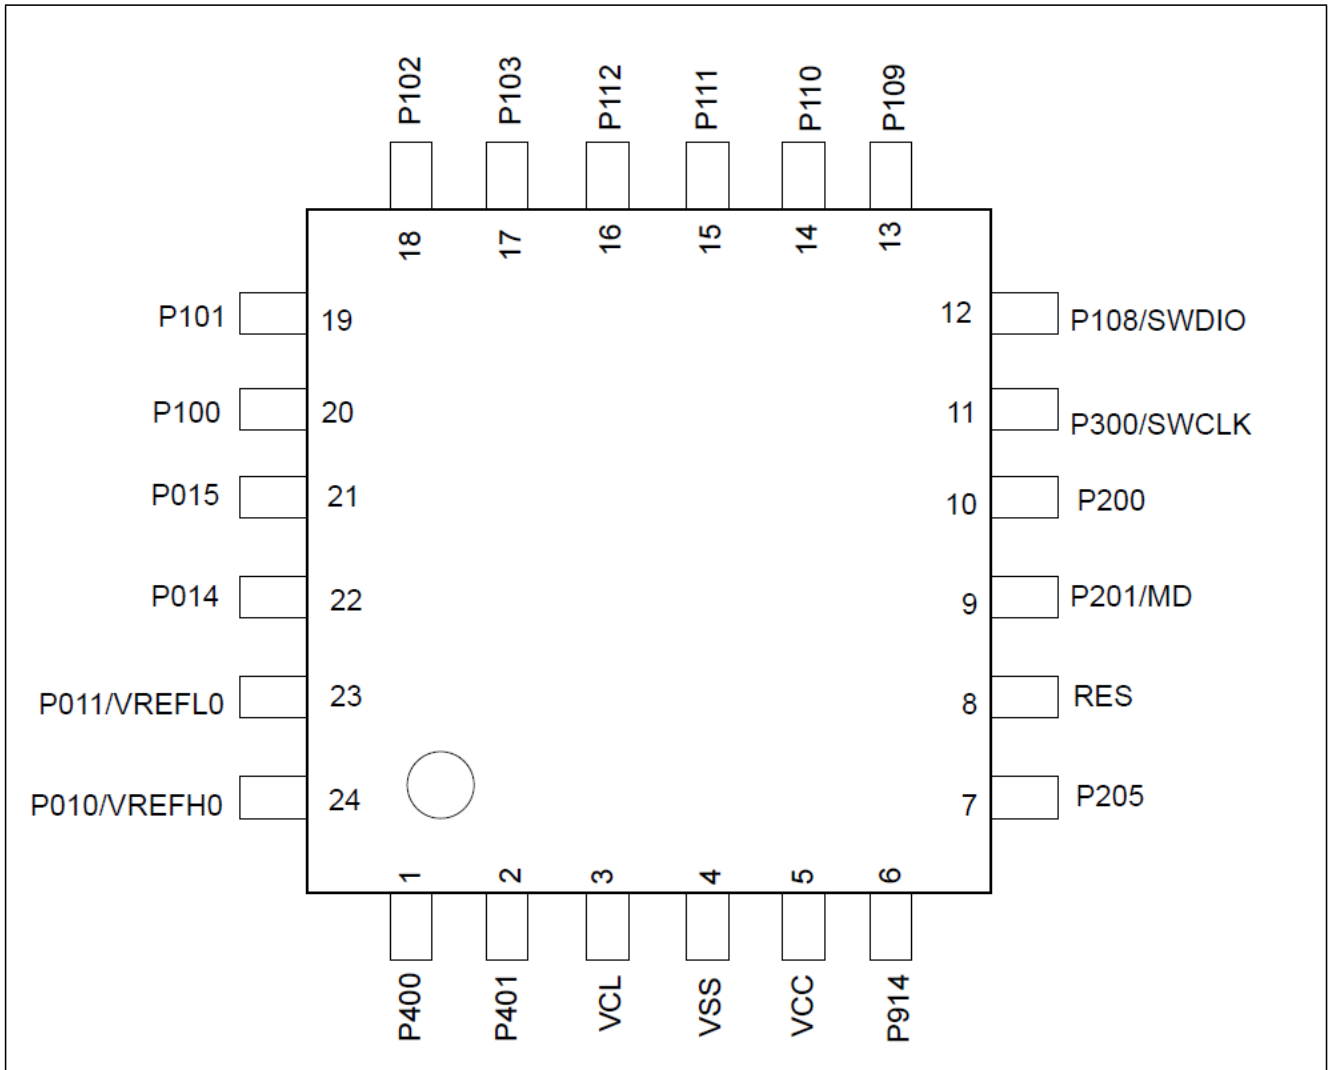 P102
P103
P112
P111
P110
P109
18
17
16
15
14
13
P101
19
12
P108/SWDIO
P100
20
11
P300/SWCLK
P015
21
10
P200
P014
22
9
P201/MD
P011/VREFL0
23
8
RES
P010/VREFH0
24
7
P205
1
2
3
4
5
6
P400
P401
VCL
VSS
VCC
P914